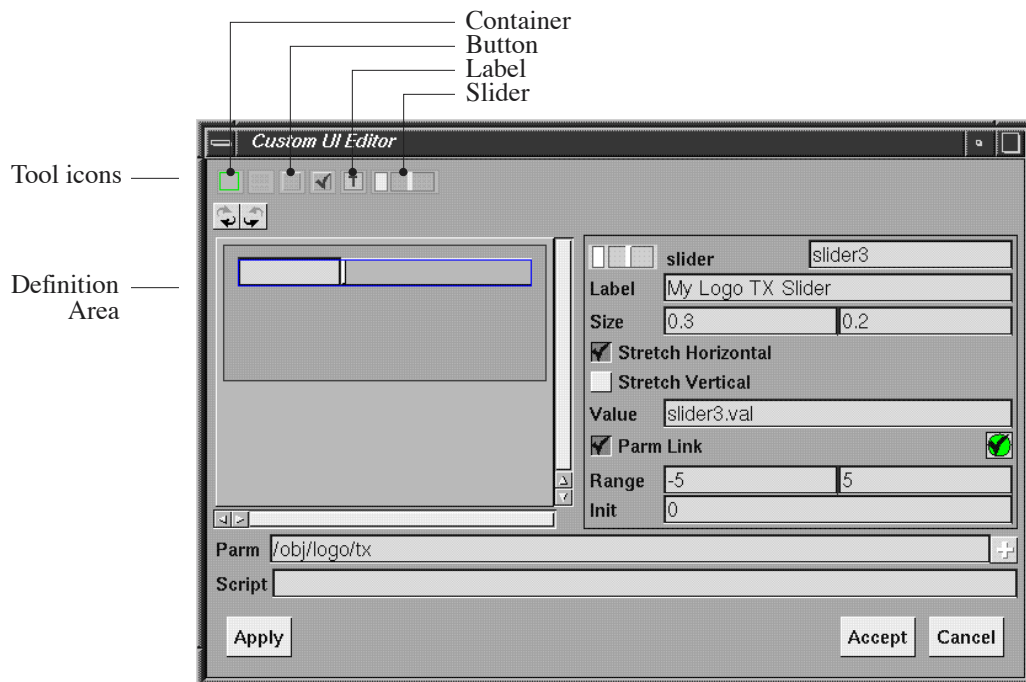 Container
Button
Label
Slider
Custom UI Editor
Tool icons
Definition
Area
slider slider3
Label My Logo TX Slider
Size 0.3 0.2
Stretch Horizontal
Stretch Vertical
Value slider3.val
Parm Link
Range -5 5
Init 0
Parm /obj/logo/tx
Script
Apply Accept Cancel